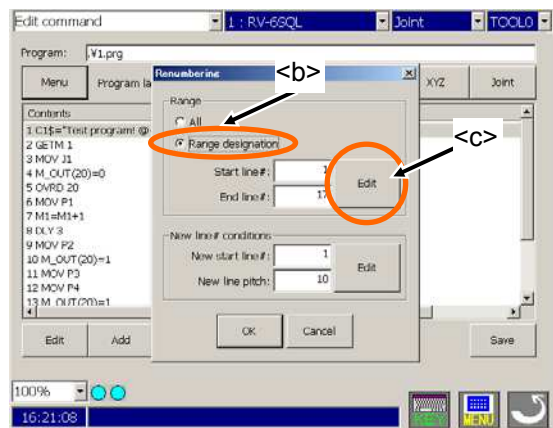 Edit command 1 : RV-6SQL Joint TOOL0
Program: ,¥1.prg
Menu Program la XYZ Joint
Renumbering
<b>
Range
All
Range designation
<c>
Start line#: 1
Edit
End line#: 17
New line# conditions
New start line#: 1
Edit
New line pitch: 10
OK Cancel
Contents
1 C1$="Test program! @
2 GETM 1
3 MOV J1
4 M_OUT(20)=0
5 OVRD 20
6 MOV P1
7 M1=M1+1
8 DLY 3
9 MOV P2
10 M_OUT(20)=1
11 MOV P3
12 MOV P4
13 M_OUT(20)=1
Edit Add Save
100%
KEY MENU
16:21:08